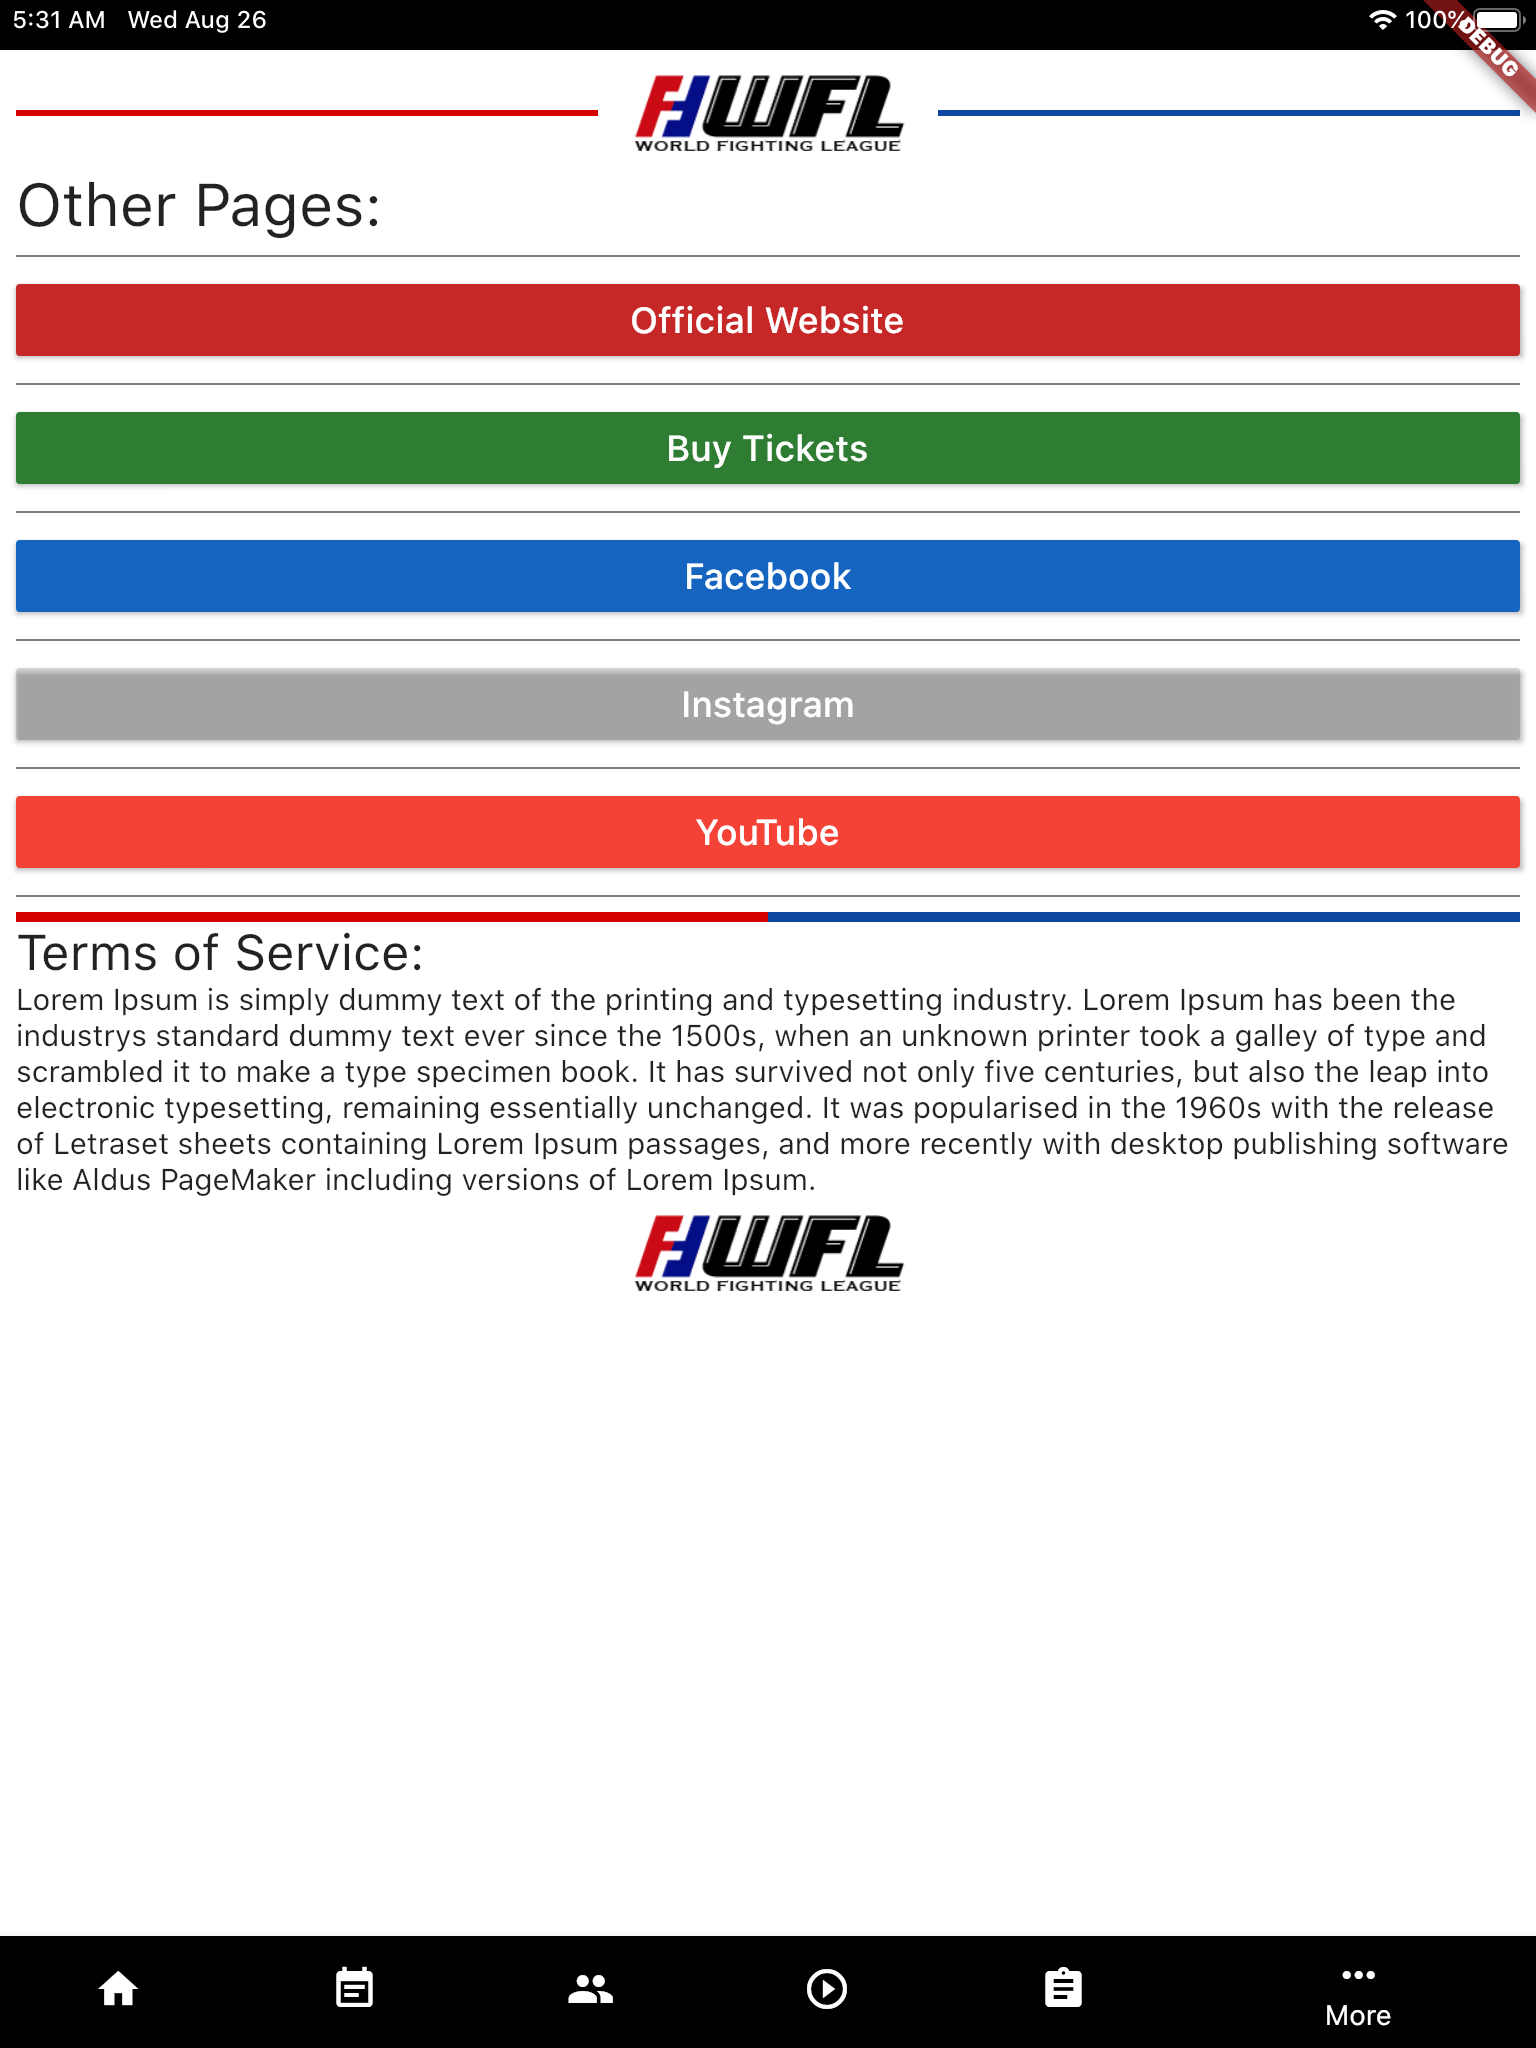 5:31 AM Wed Aug 26 100%
DEBUG
WFL
WORLD FIGHTING LEAGUE
Other Pages:
Official Website
Buy Tickets
Facebook
Instagram
YouTube
Terms of Service:
Lorem Ipsum is simply dummy text of the printing and typesetting industry. Lorem Ipsum has been the
industrys standard dummy text ever since the 1500s, when an unknown printer took a galley of type and
scrambled it to make a type specimen book. It has survived not only five centuries, but also the leap into
electronic typesetting, remaining essentially unchanged. It was popularised in the 1960s with the release
of Letraset sheets containing Lorem Ipsum passages, and more recently with desktop publishing software
like Aldus PageMaker including versions of Lorem Ipsum.
WFL
WORLD FIGHTING LEAGUE
More